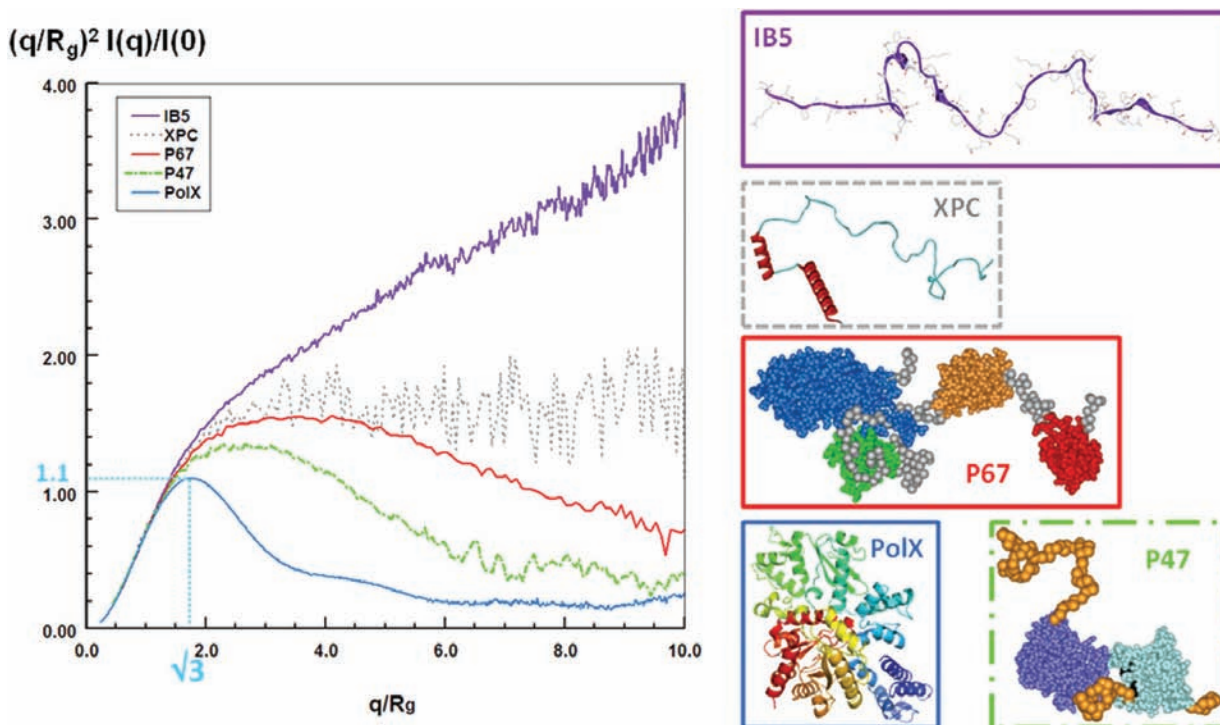 (q/Rg)² I(q)/I(0)
4.00
3.00
2.00
1.1
1.00
0.00
IB5
XPC
P67
P47
PolX
0.0
2.0
4.0
6.0
8.0
10.0
√3
q/Rg
IB5
XPC
P67
PolX
P47